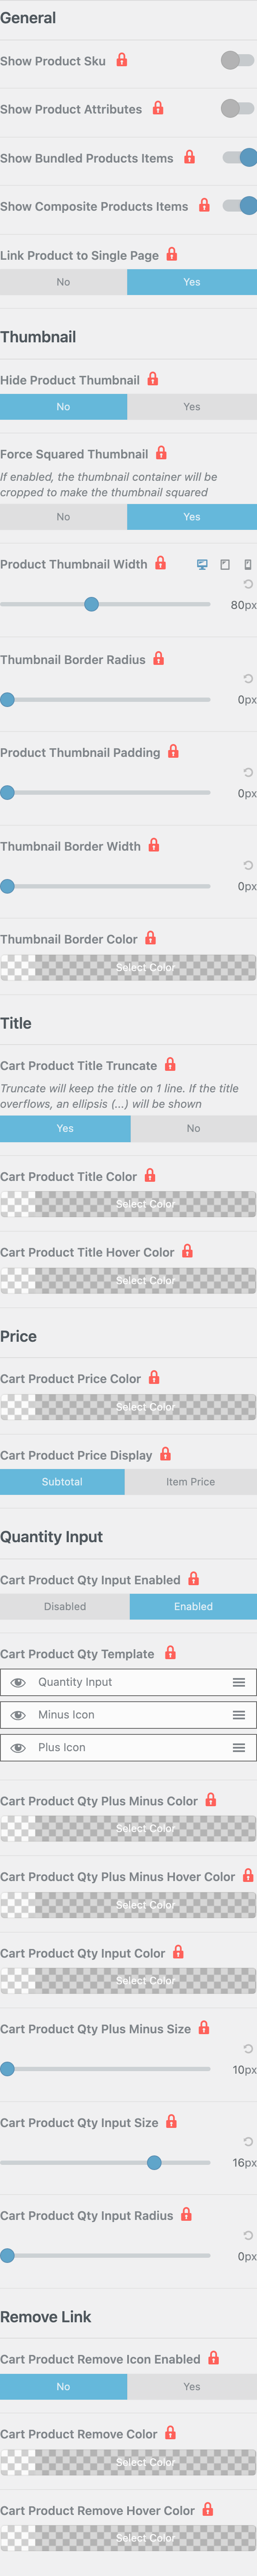 General
Show Product Sku
Show Product Attributes
Show Bundled Products Items
Show Composite Products Items
Link Product to Single Page
No Yes
Thumbnail
Hide Product Thumbnail
No Yes
Force Squared Thumbnail
If enabled, the thumbnail container will be
cropped to make the thumbnail squared
No Yes
Product Thumbnail Width
80px
Thumbnail Border Radius
0px
Product Thumbnail Padding
0px
Thumbnail Border Width
0px
Thumbnail Border Color
Select Color
Title
Cart Product Title Truncate
Truncate will keep the title on 1 line. If the title
overflows, an ellipsis (...) will be shown
Yes No
Cart Product Title Color
Select Color
Cart Product Title Hover Color
Select Color
Price
Cart Product Price Color
Select Color
Cart Product Price Display
Subtotal Item Price
Quantity Input
Cart Product Qty Input Enabled
Disabled Enabled
Cart Product Qty Template
Quantity Input
Minus Icon
Plus Icon
Cart Product Qty Plus Minus Color
Select Color
Cart Product Qty Plus Minus Hover Color
Select Color
Cart Product Qty Input Color
Select Color
Cart Product Qty Plus Minus Size
10px
Cart Product Qty Input Size
16px
Cart Product Qty Input Radius
0px
Remove Link
Cart Product Remove Icon Enabled
No Yes
Cart Product Remove Color
Select Color
Cart Product Remove Hover Color
Select Color